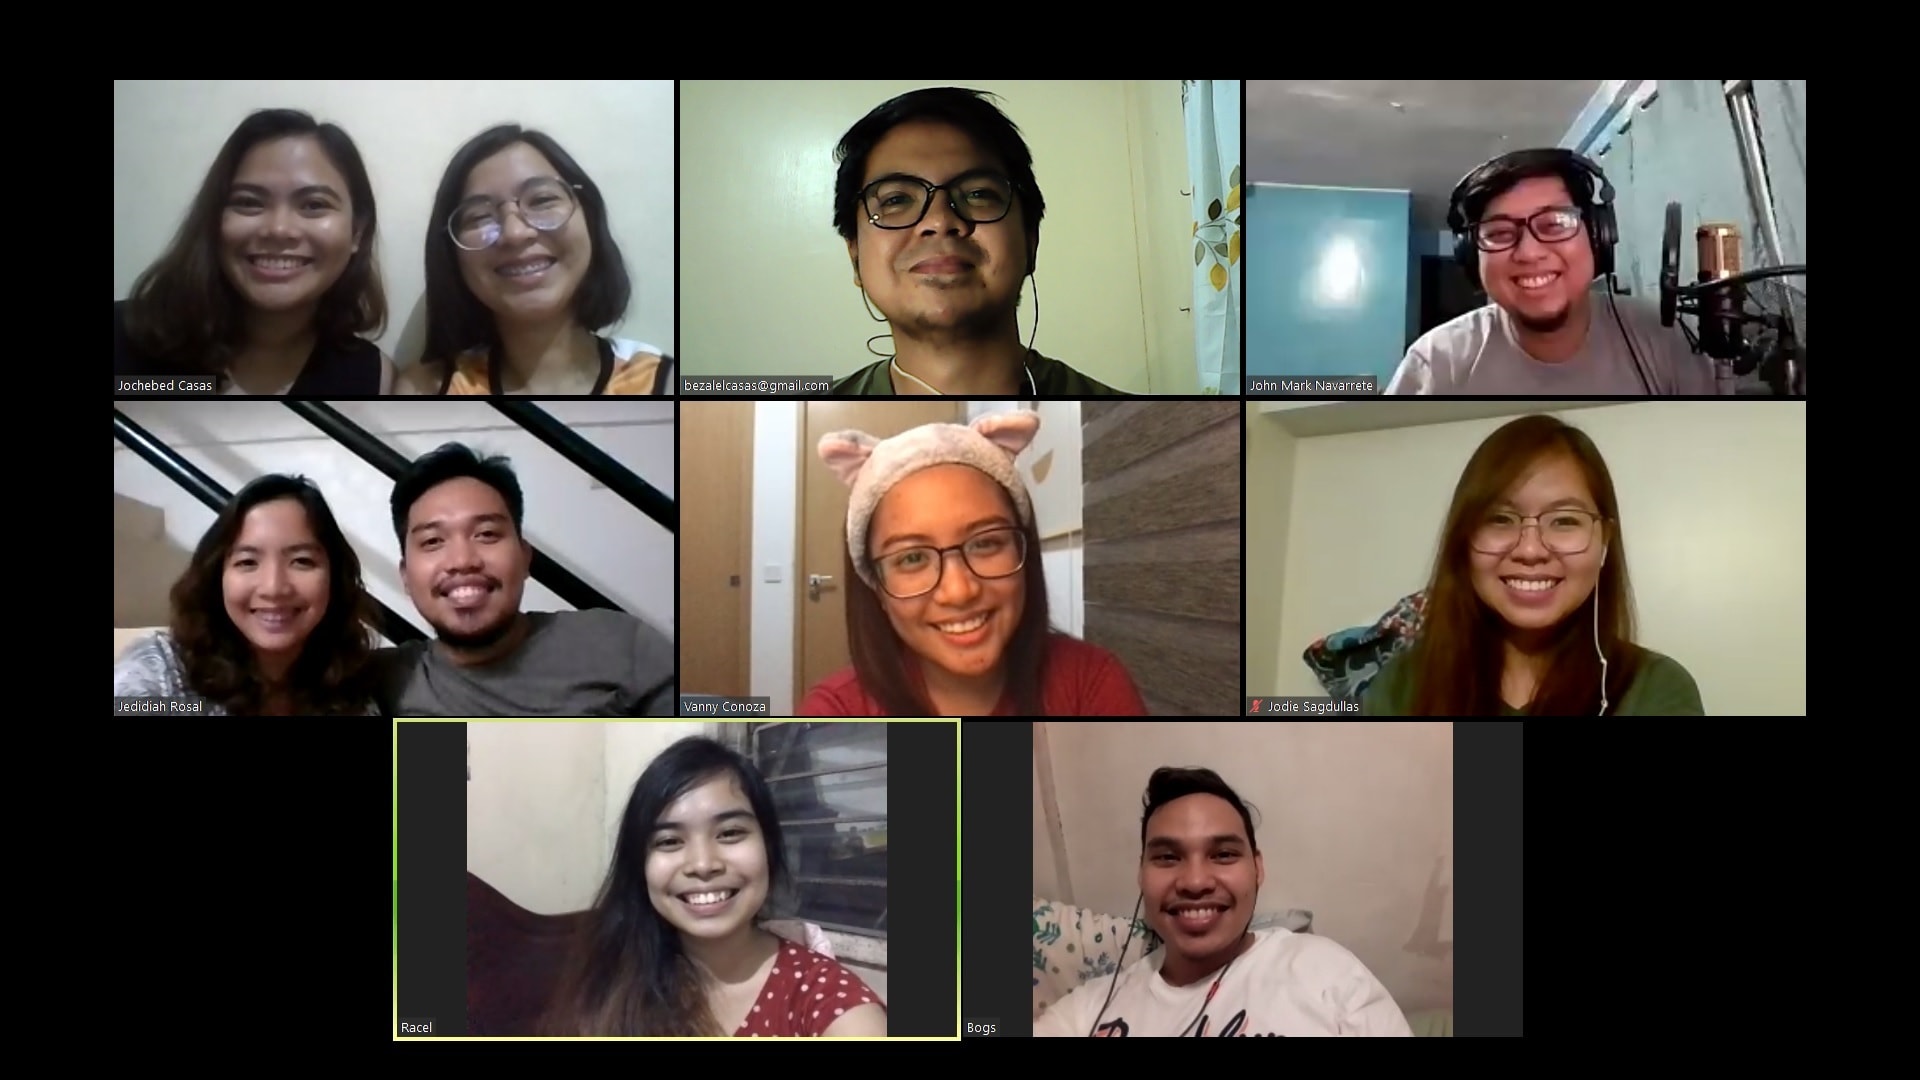 Jochebed Casas
bezalelcasas@gmail.com
John Mark Navarrete
Jedidiah Rosal
Vanny Conoza
Jodie Sagdullas
Racel
Bogs